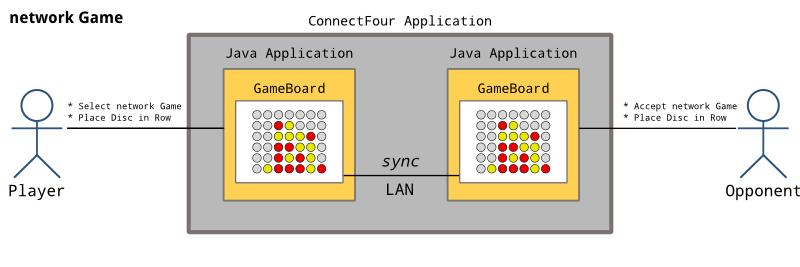 network Game
ConnectFour Application
Java Application
Java Application
GameBoard
GameBoard
* Select network Game
* Place Disc in Row
* Accept network Game
* Place Disc in Row
sync
LAN
Player
Opponent